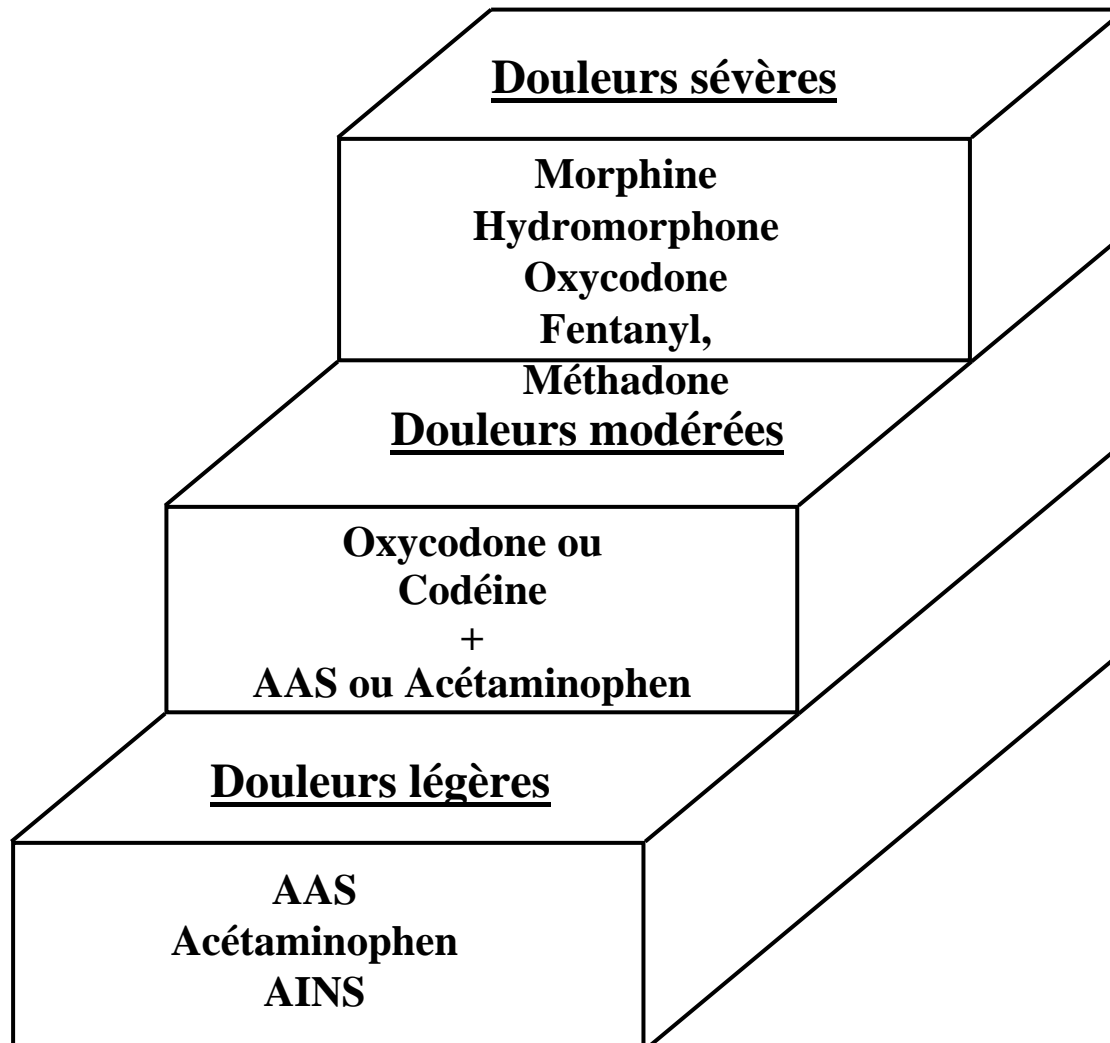 Douleurs sévères
Morphine
Hydromorphone
Oxycodone
Fentanyl,
Méthadone
Douleurs modérées
Oxycodone ou
Codéine
+
AAS ou Acétaminophen
Douleurs légères
AAS
Acétaminophen
AINS